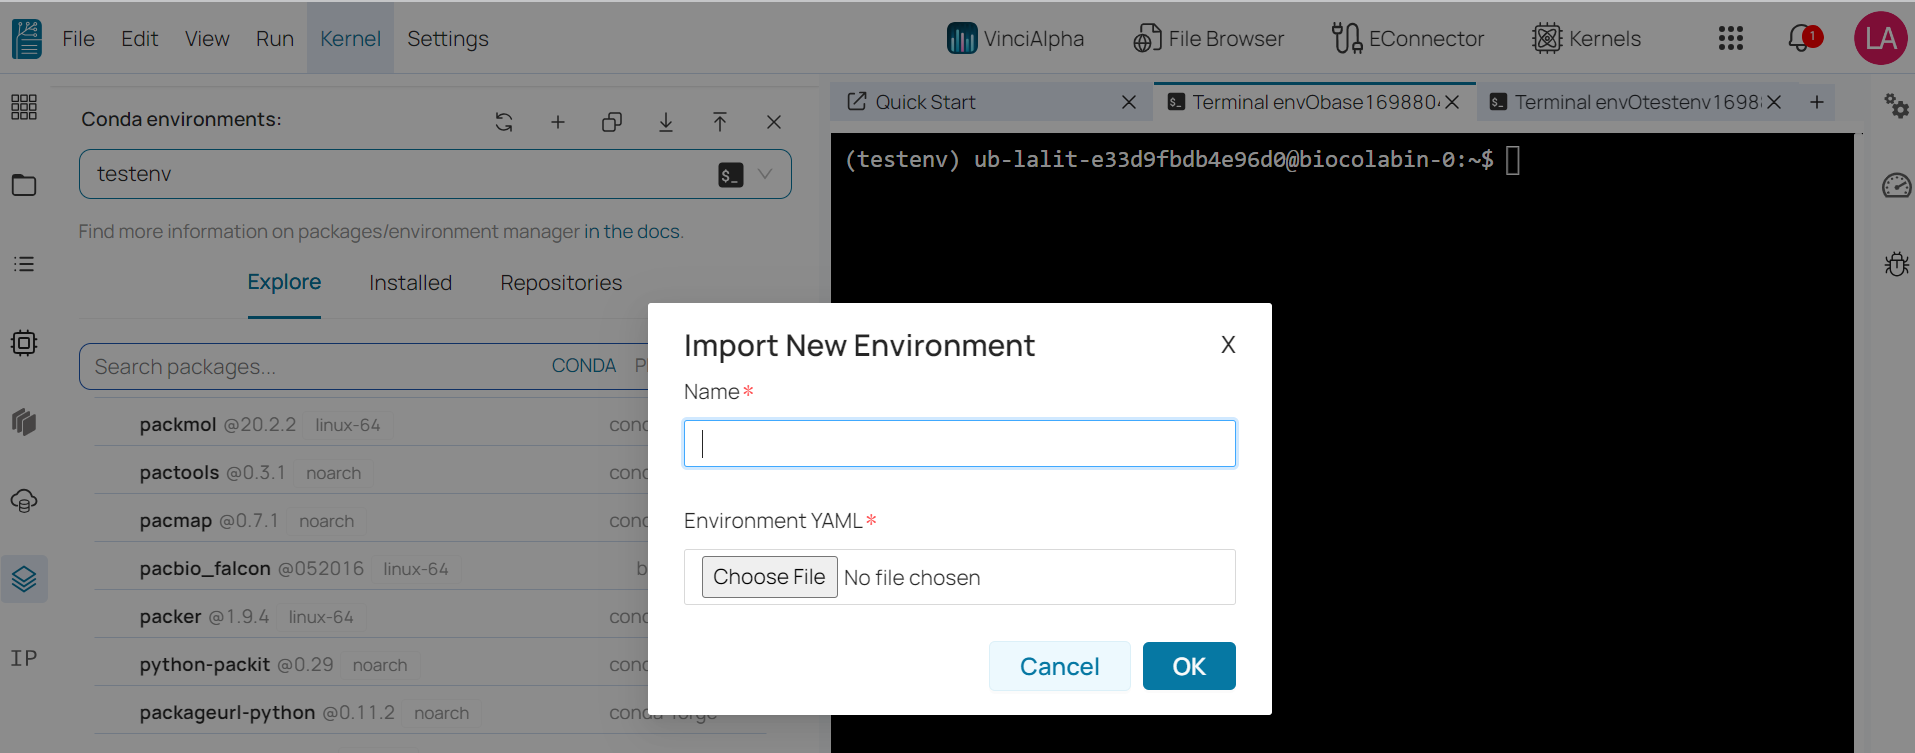 File Edit View Run Kernel Settings VinciAlpha File Browser EConnector Kernels 1 LA
Conda environments:
testenv $_
Find more information on packages/environment manager in the docs.
Explore Installed Repositories
Search packages... CONDA
packmol @20.2.2 linux-64
pactools @0.3.1 noarch
pacmap @0.7.1 noarch
pacbio_falcon @052016 linux-64
packer @1.9.4 linux-64
python-packit @0.29 noarch
packageurl-python @0.11.2 noarch conda-forge
IP
Quick Start Terminal envObase169880 Terminal envOtestenv1698
(testenv) ub-lalit-e33d9fbdb4e96d0@biocolabin-0:~$
Import New Environment X
Name*
Environment YAML*
Choose File No file chosen
Cancel OK